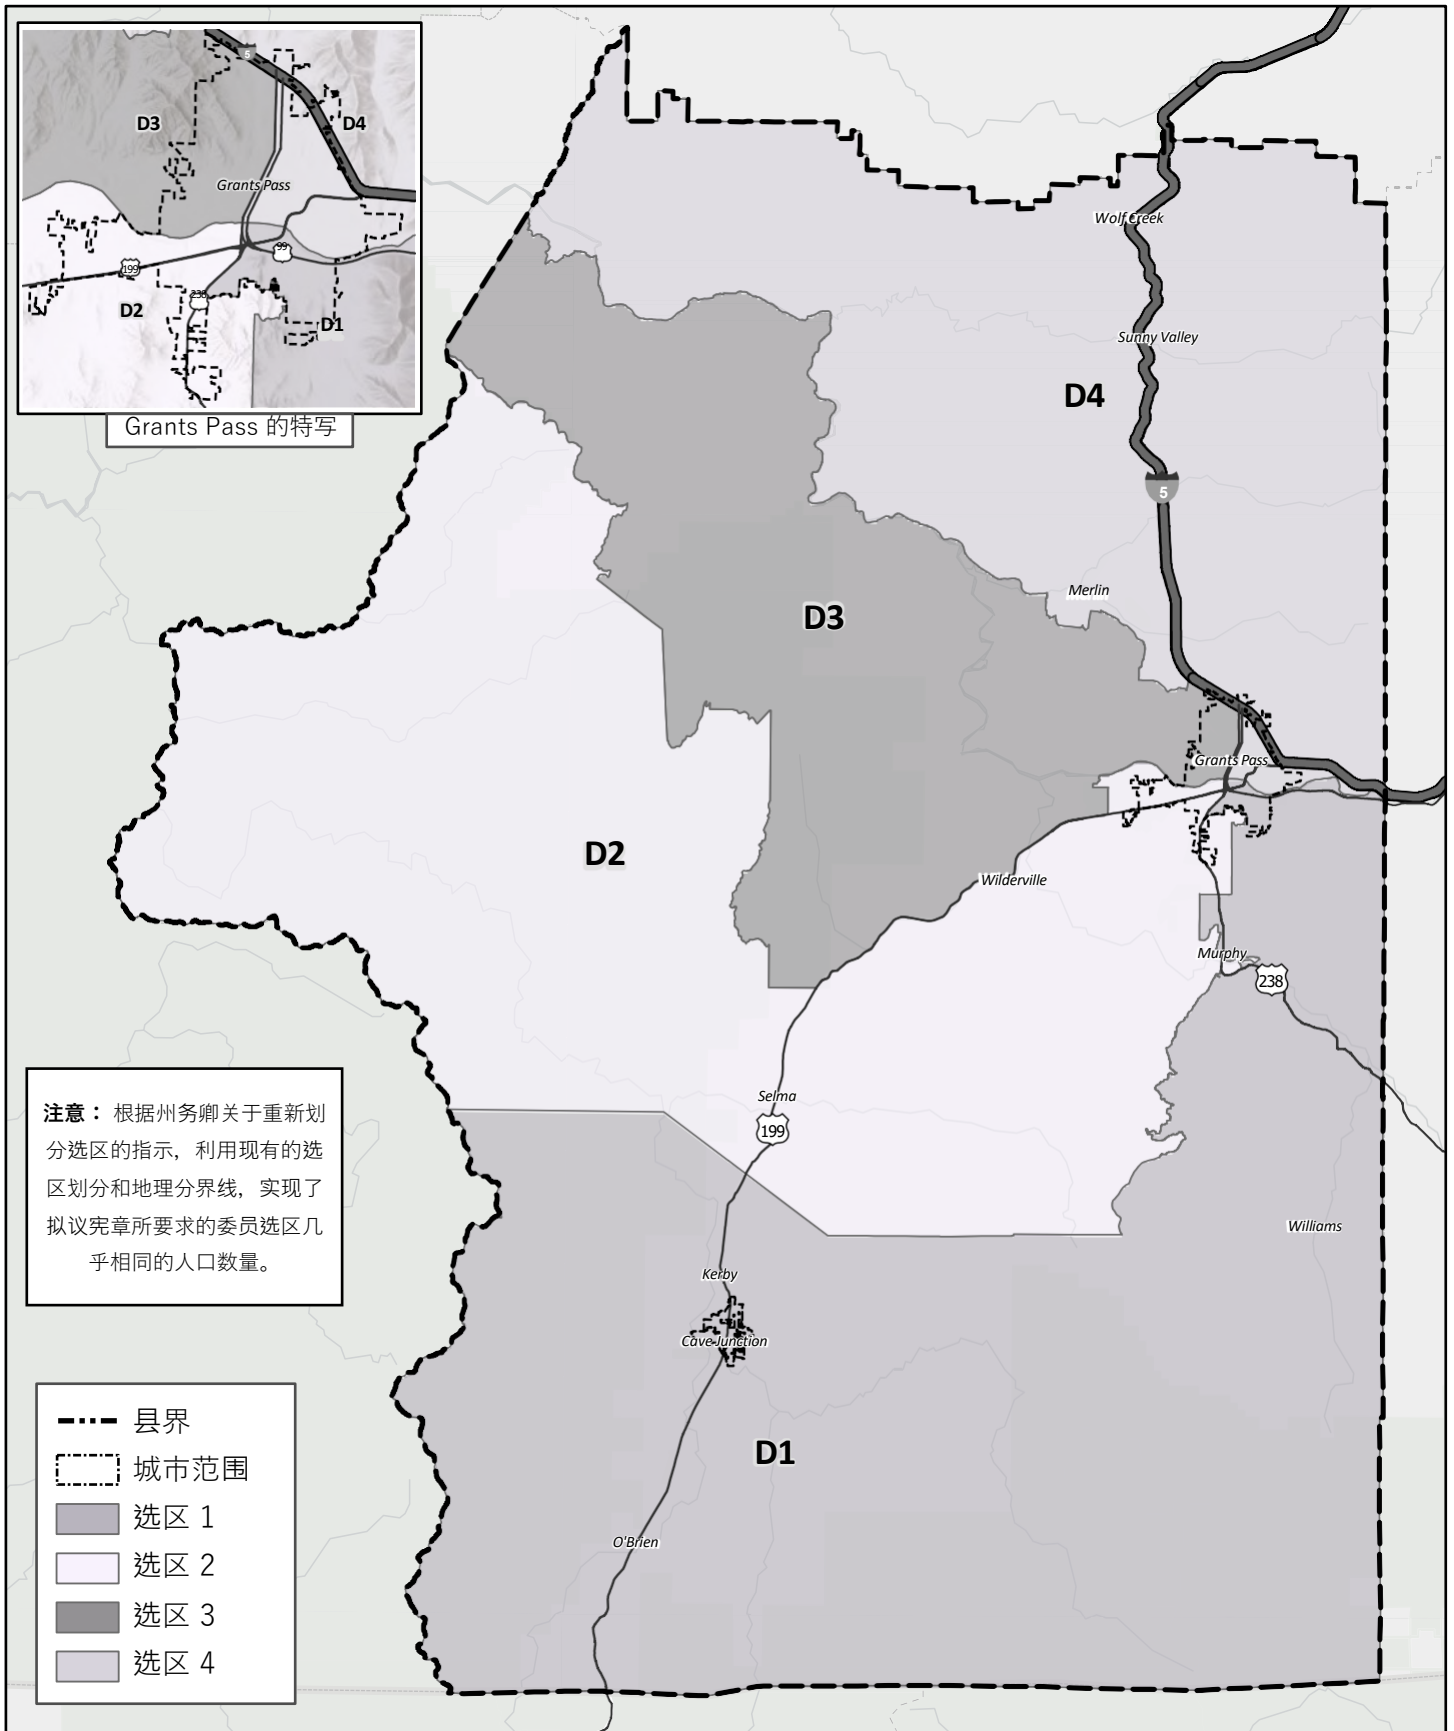 5
D3
D4
Grants Pass
99
199
238
D2
D1
Grants Pass 的特写
Wolf Creek
Sunny Valley
D4
5
Merlin
D3
Grants Pass
D2
Wilderville
Murphy
238
注意： 根据州务卿关于重新划
分选区的指示，利用现有的选
区划分和地理分界线，实现了
拟议宪章所要求的委员选区几
乎相同的人口数量。
Selma
199
Williams
Kerby
Cave Junction
D1
O'Brien
县界
城市范围
选区 1
选区 2
选区 3
选区 4